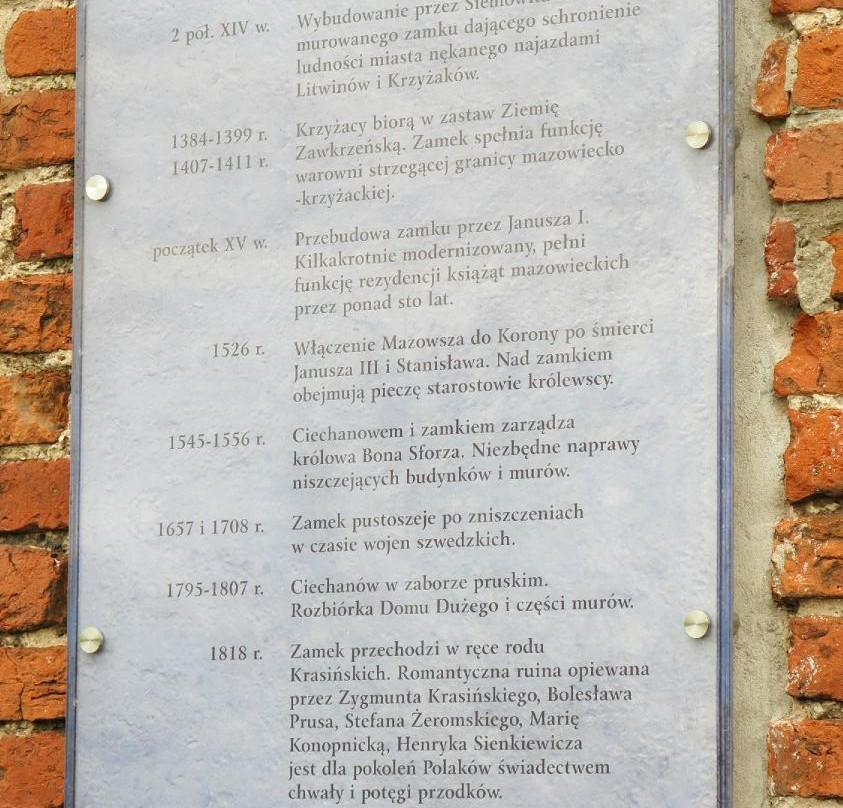 2 pół. XIV w.
Wybudowanie przez
murowanego zamku dającego schronienie
ludności miasta nękanego najazdami
Litwinów i Krzyżaków.
1384-1399 r.
1407-1411 r.
Krzyżacy biorą w zastaw Ziemię
Zawkrzeńską. Zamek spełnia funkcję
warowni strzegącej granicy mazowiecko
-krzyżackiej.
początek XV w.
Przebudowa zamku przez Janusza I.
Kilkakrotnie modernizowany, pełni
funkcję rezydencji książąt mazowieckich
przez ponad sto lat.
1526 r.
Włączenie Mazowsza do Korony po śmierci
Janusza III i Stanisława. Nad zamkiem
obejmują pieczę starostowie królewscy.
1545-1556 r.
Ciechanowem i zamkiem zarządza
królowa Bona Sforza. Niezbędne naprawy
niszczejących budynków i murów.
1657 i 1708 r.
Zamek pustoszeje po zniszczeniach
w czasie wojen szwedzkich.
1795-1807 r.
Ciechanów w zaborze pruskim.
Rozbiórka Domu Dużego i części murów.
1818 r.
Zamek przechodzi w ręce rodu
Krasińskich. Romantyczna ruina opiewana
przez Zygmunta Krasińskiego, Bolesława
Prusa, Stefana Żeromskiego, Marię
Konopnicką, Henryka Sienkiewicza
jest dla pokoleń Polaków świadectwem
chwały i potęgi przodków.